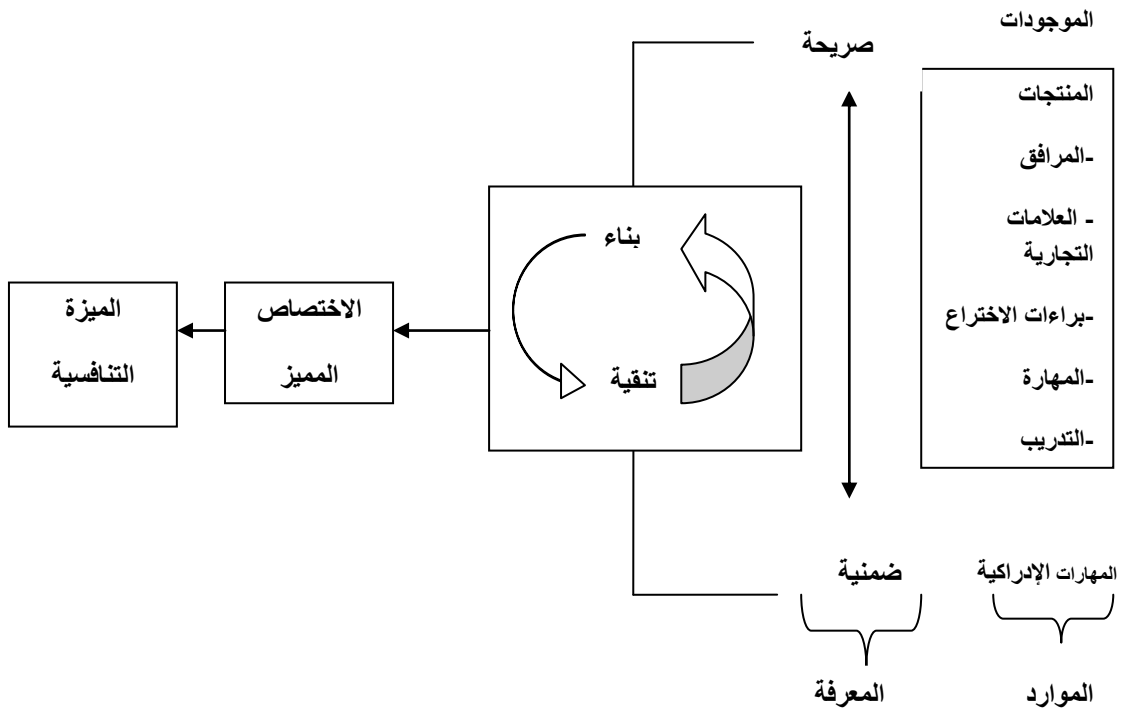 الموجودات
صريحة
المنتجات
-المرافق
- العلامات
التجارية
-براءات الاختراع
-المهارة
-التدريب
بناء
تنقية
الاختصاص
المميز
الميزة
التنافسية
المهارات الإدراكية
ضمنية
الموارد
المعرفة